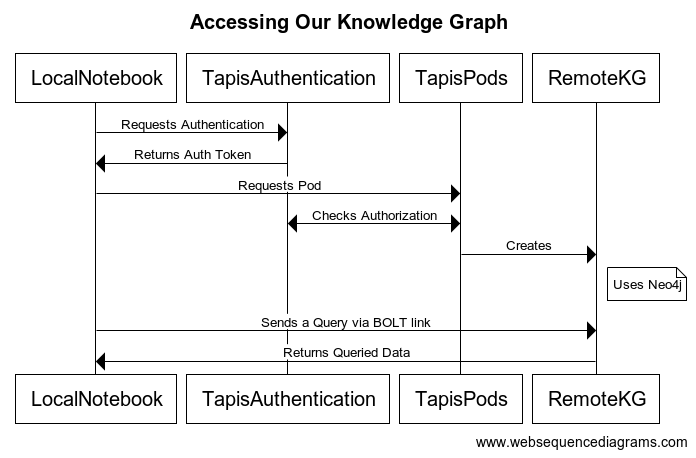 Accessing Our Knowledge Graph
LocalNotebook TapisAuthentication TapisPods RemoteKG
Requests Authentication
Returns Auth Token
Requests Pod
Checks Authorization
Creates
Uses Neo4j
Sends a Query via BOLT link
Returns Queried Data
LocalNotebook TapisAuthentication TapisPods RemoteKG
www.websequencediagrams.com